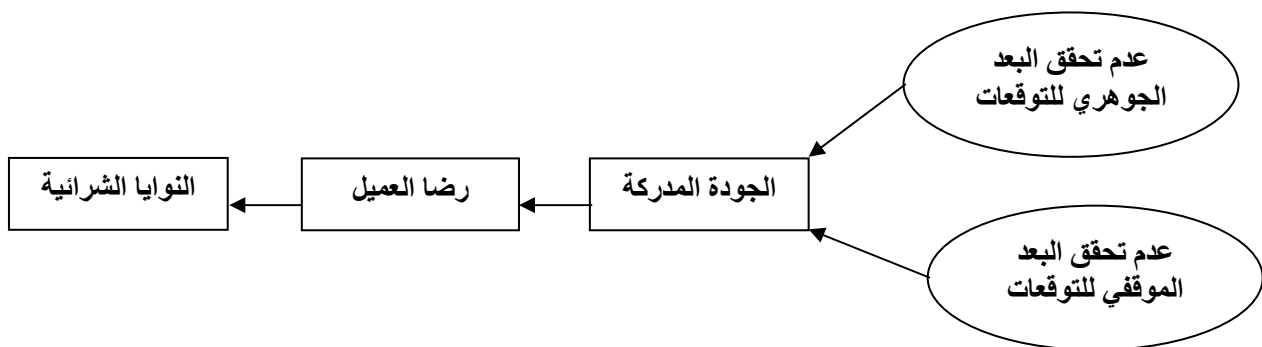 عدم تحقق البعد
الجوهري للتوقعات
الجودة المدركة
رضا العميل
النوايا الشرائية
عدم تحقق البعد
الموقفي للتوقعات